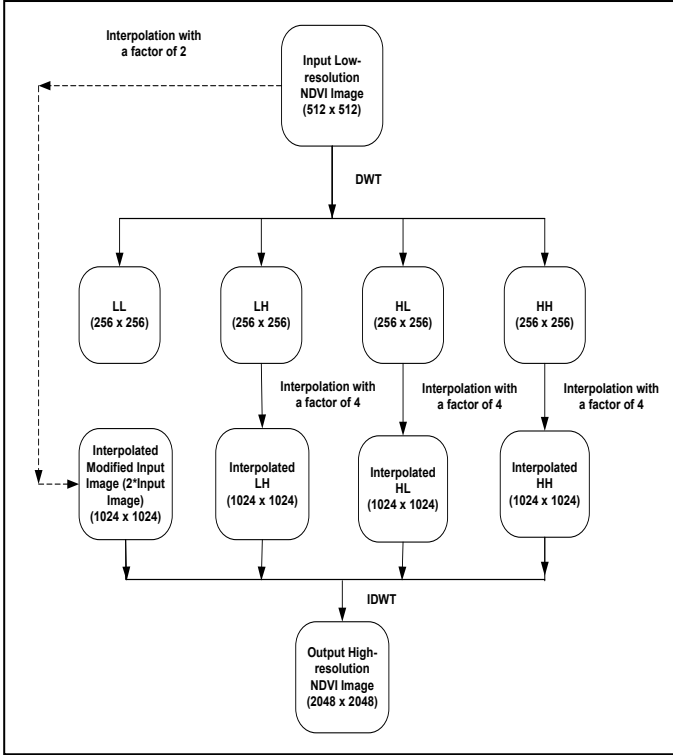 Interpolation with
a factor of 2
Input Low-
resolution
NDVI Image
(512 x 512)
DWT
LL
(256 x 256)
LH
(256 x 256)
HL
(256 x 256)
HH
(256 x 256)
Interpolation with
a factor of 4
Interpolation with
a factor of 4
Interpolation with
a factor of 4
Interpolated
Modified Input
Image (2*Input
Image)
(1024 x 1024)
Interpolated
LH
(1024 x 1024)
Interpolated
HL
(1024 x 1024)
Interpolated
HH
(1024 x 1024)
IDWT
Output High-
resolution
NDVI Image
(2048 x 2048)